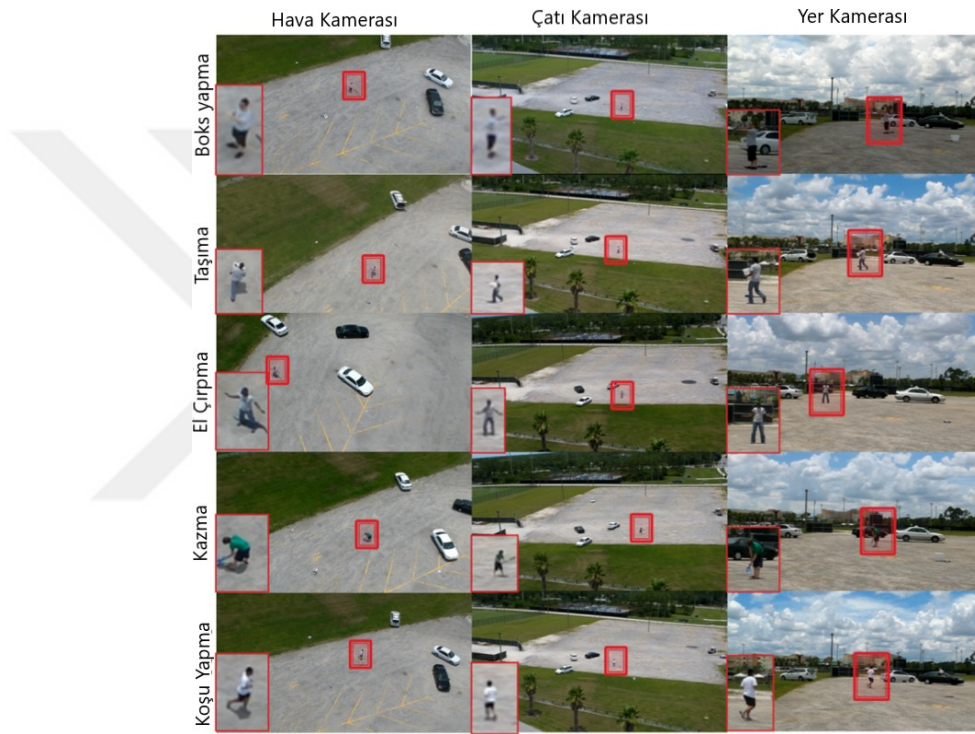 Hava Kamerası
Çatı Kamerası
Yer Kamerası
Boks yapma
Taşıma
El Çırpma
Kazma
Koşu Yapma